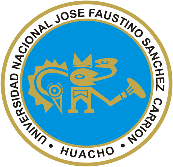 UNIVERSIDAD NACIONAL JOSE FAUSTINO SANCHEZ CARRION
• HUACHO •